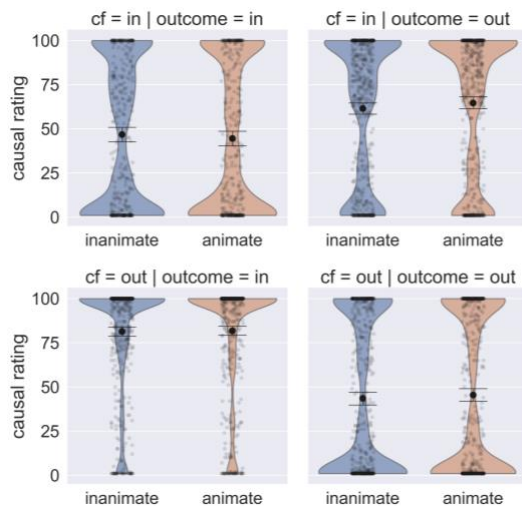 cf = in | outcome = in
cf = in | outcome = out
causal rating
100
75
50
25
0
inanimate animate
inanimate animate
cf = out | outcome = in
cf = out | outcome = out
causal rating
100
75
50
25
0
inanimate animate
inanimate animate